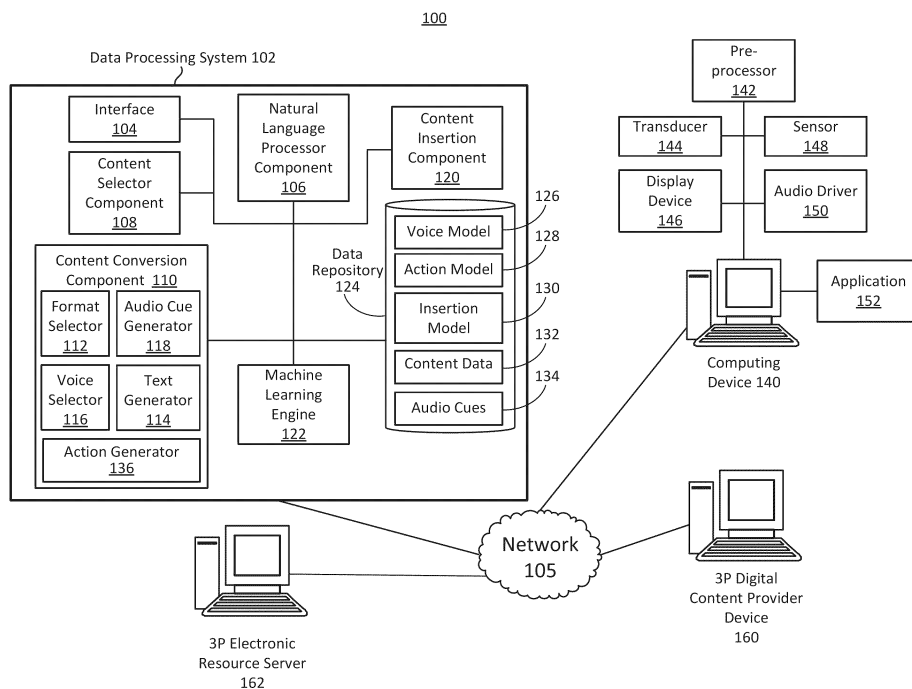 100
Data Processing System 102
Interface
104
Natural
Language
Processor
Component
106
Content
Insertion
Component
120
Content
Selector
Component
108
Content Conversion
Component 110
Format
Selector
112
Audio Cue
Generator
118
Voice
Selector
116
Text
Generator
114
Action Generator
136
Machine
Learning
Engine
122
Data
Repository
124
Voice Model
126
Action Model
128
Insertion
Model
130
Content Data
132
Audio Cues
134
Pre-
processor
142
Transducer
144
Sensor
148
Display
Device
146
Audio Driver
150
Application
152
Computing
Device 140
Network
105
3P Digital
Content Provider
Device
160
3P Electronic
Resource Server
162